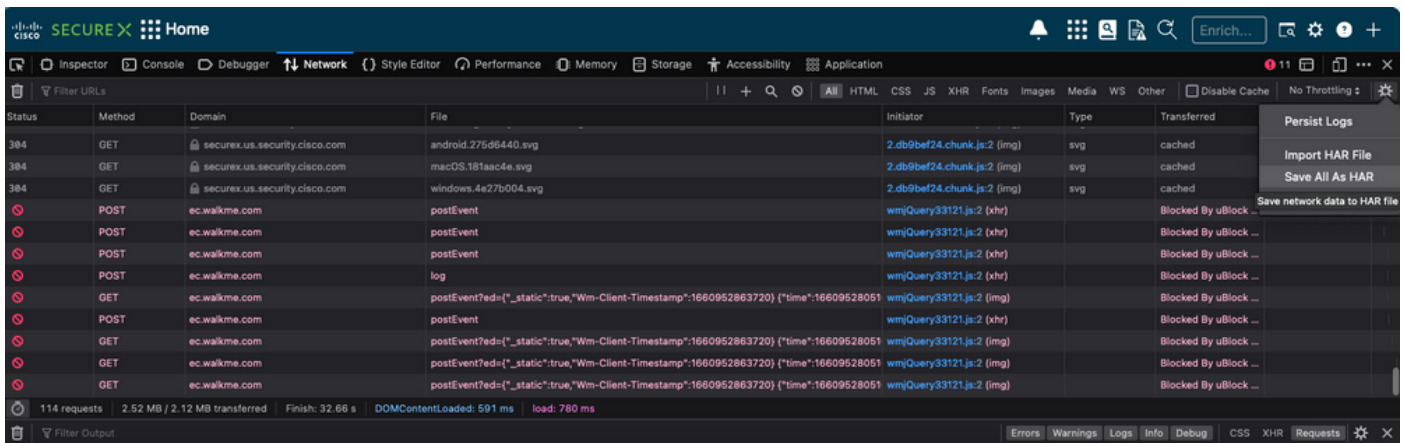 cisco SECURE X Home Enrich...
Inspector Console Debugger Network {} Style Editor Performance Memory Storage Accessibility Application 11
Filter URLs All HTML CSS JS XHR Fonts Images Media WS Other Disable Cache No Throttling
Status Method Domain File Initiator Type Transferred
Persist Logs
Import HAR File
Save All As HAR
Save network data to HAR file
304 GET securex.us.security.cisco.com android.275d6440.svg 2.db9bef24.chunk.js:2 (img) svg cached
304 GET securex.us.security.cisco.com macOS.181aac4e.svg 2.db9bef24.chunk.js:2 (img) svg cached
304 GET securex.us.security.cisco.com windows.4e27b004.svg 2.db9bef24.chunk.js:2 (img) svg cached
POST ec.walkme.com postEvent wmjQuery33121.js:2 (xhr) Blocked By uBlock ...
POST ec.walkme.com postEvent wmjQuery33121.js:2 (xhr) Blocked By uBlock ...
POST ec.walkme.com postEvent wmjQuery33121.js:2 (xhr) Blocked By uBlock ...
POST ec.walkme.com log wmjQuery33121.js:2 (xhr) Blocked By uBlock ...
GET ec.walkme.com postEvent?ed={"_static":true,"Wm-Client-Timestamp":1660952863720} {"time":16609528051 wmjQuery33121.js:2 (img) Blocked By uBlock ...
POST ec.walkme.com postEvent wmjQuery33121.js:2 (xhr) Blocked By uBlock ...
GET ec.walkme.com postEvent?ed={"_static":true,"Wm-Client-Timestamp":1660952863720} {"time":16609528051 wmjQuery33121.js:2 (img) Blocked By uBlock ...
GET ec.walkme.com postEvent?ed={"_static":true,"Wm-Client-Timestamp":1660952863720} {"time":16609528051 wmjQuery33121.js:2 (img) Blocked By uBlock ...
GET ec.walkme.com postEvent?ed={"_static":true,"Wm-Client-Timestamp":1660952863720} {"time":16609528051 wmjQuery33121.js:2 (img) Blocked By uBlock ...
114 requests 2.52 MB / 2.12 MB transferred Finish: 32.66 s DOMContentLoaded: 591 ms load: 780 ms
Filter Output Errors Warnings Logs Info Debug CSS XHR Requests